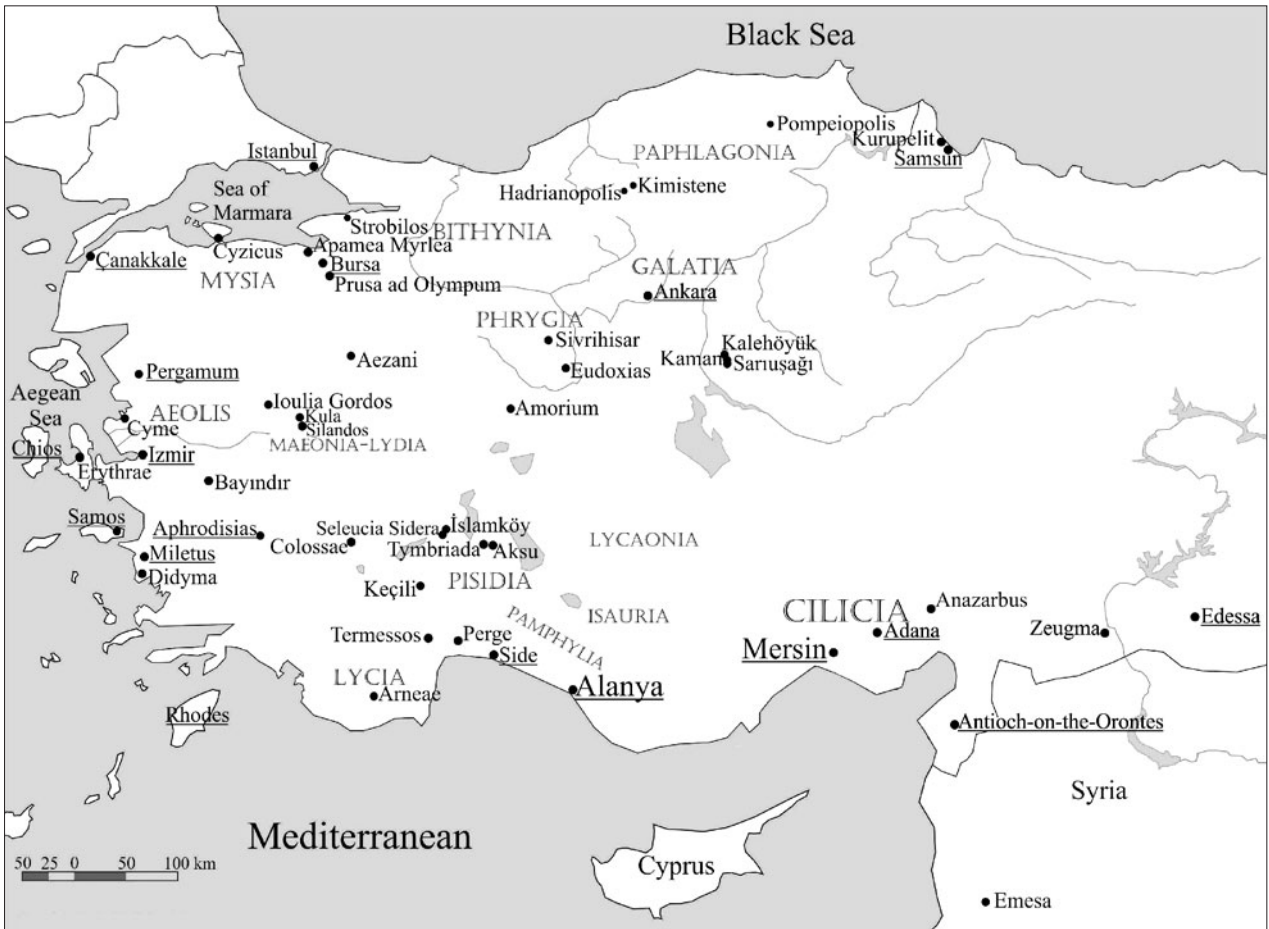 Black Sea
Pompeiopolis
Kurupelit
Samsun
PAPHLAGONIA
Istanbul
Kimistene
Hadrianopolis
Sea of
Marmara
Strobilos
BITHYNIA
Apamea Myrlea
Cyzicus
Çanakkale
Bursa
MYSIA
Prusa ad Olympum
GALATIA
Ankara
PHRYGIA
Sivrihisar
Kalehöyük
Kaman
Sarıuşağı
Aezani
Eudoxias
Pergamum
Aegean
Sea
AEOLIS
Ioulia Gordos
Amorium
Kula
Cyme
Silandos
MAEONIA-LYDIA
Chios
Izmir
Erythrae
Bayındır
Samos
Aphrodisias
Seleucia Sidera
İslamköy
Colossae
Tymbriada
Aksu
LYCAONIA
Miletus
Didyma
Keçili
PISIDIA
CILICIA
Anazarbus
ISAURIA
PAMPHYLIA
Edessa
Termessos
Perge
Adana
Zeugma
Side
Mersin
LYCIA
Arneae
Alanya
Rhodes
Antioch-on-the-Orontes
Syria
Mediterranean
50 25 0 50 100 km
Cyprus
Emesa